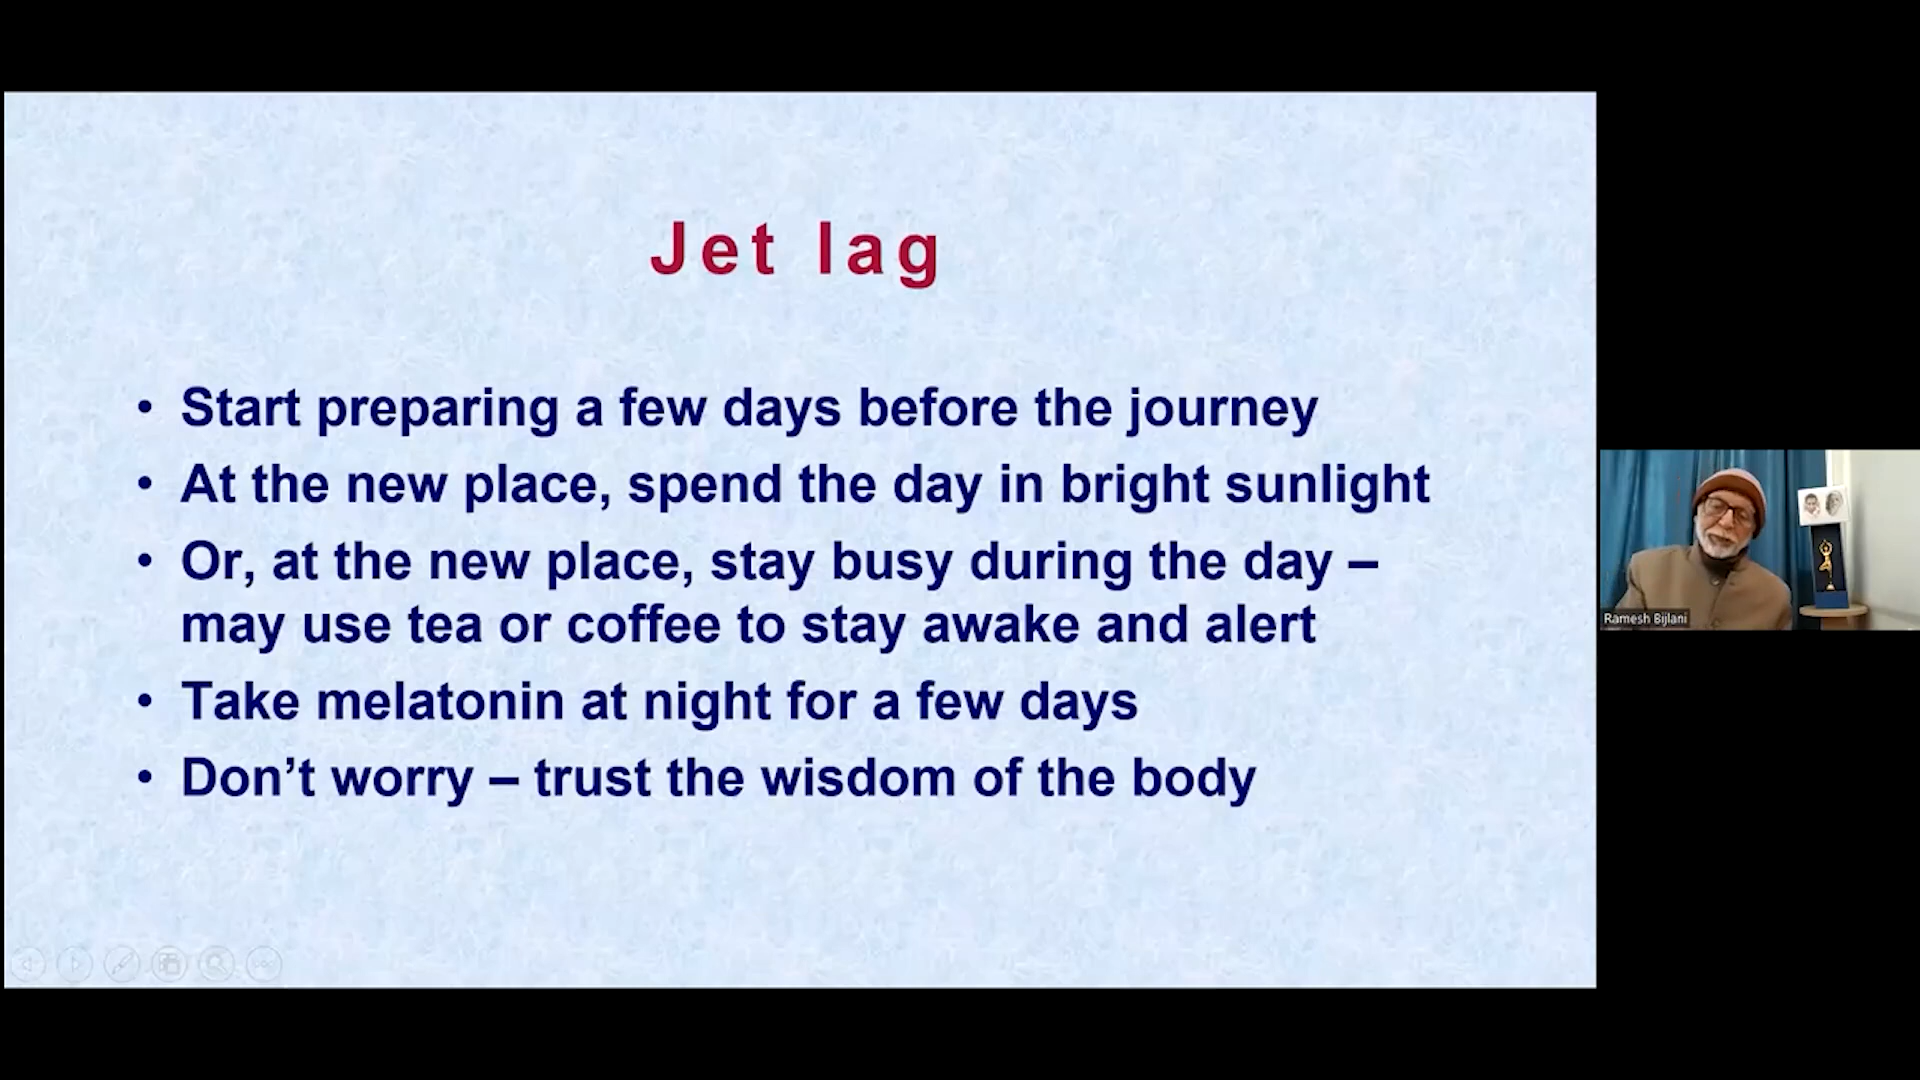 Jet lag
• Start preparing a few days before the journey
• At the new place, spend the day in bright sunlight
• Or, at the new place, stay busy during the day –
may use tea or coffee to stay awake and alert
• Take melatonin at night for a few days
• Don’t worry – trust the wisdom of the body
Ramesh Bijlani